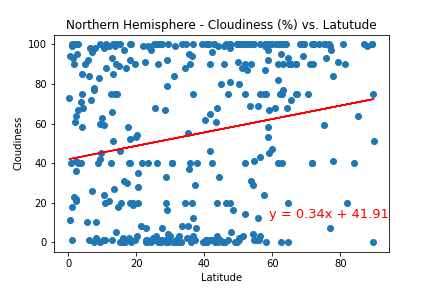 Northern Hemisphere - Cloudiness (%) vs. Latutude
100
80
60
40
20
0
Cloudiness
y = 0.34x + 41.91
0 20 40 60 80
Latitude